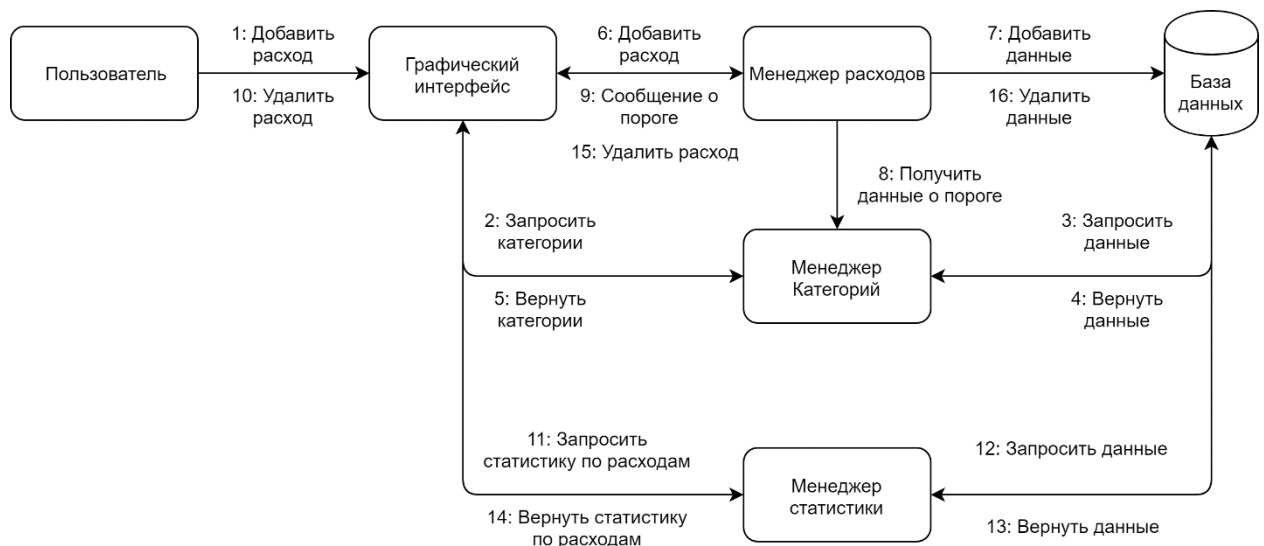 Пользователь
1: Добавить
расход
10: Удалить
расход
Графический
интерфейс
6: Добавить
расход
9: Сообщение о
пороге
15: Удалить расход
Менеджер расходов
7: Добавить
данные
16: Удалить
данные
База
данных
8: Получить
данные о пороге
2: Запросить
категории
5: Вернуть
категории
Менеджер
Категорий
3: Запросить
данные
4: Вернуть
данные
11: Запросить
статистику по расходам
14: Вернуть статистику
по расходам
Менеджер
статистики
12: Запросить данные
13: Вернуть данные